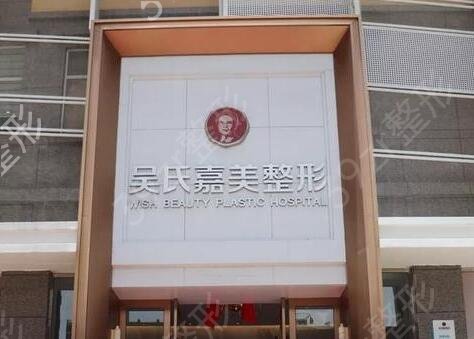 吴氏嘉美整形
WISH BEAUTY PLASTIC HOSPITAL